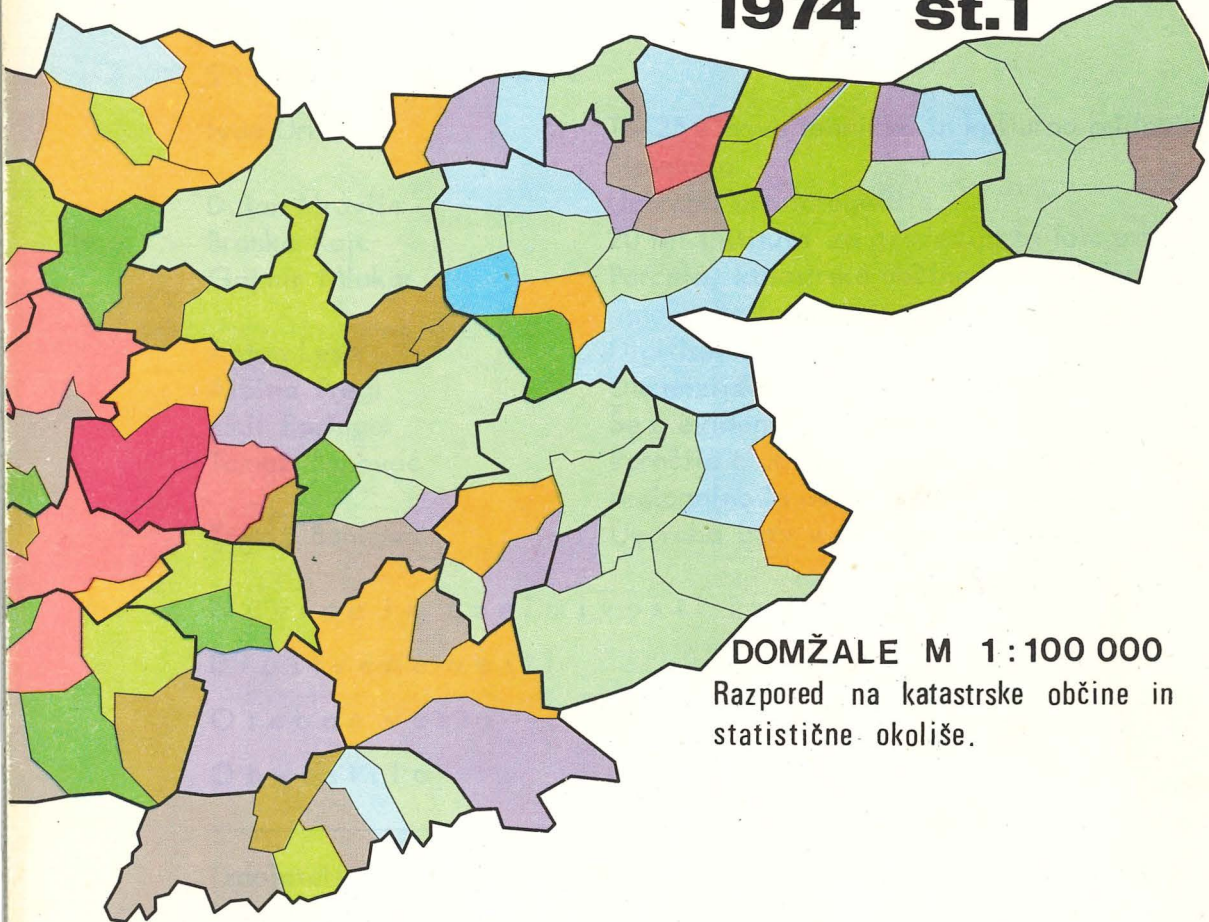 1974 št.1
DOMŽALE M 1:100 000
Razpored na katastrske občine in
statistične okoliše.